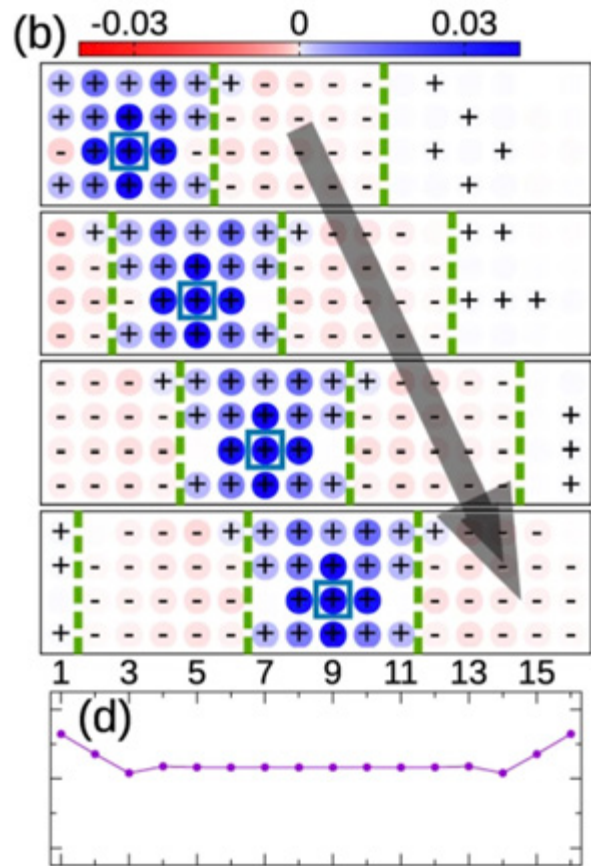 (b)
-0.03 0 0.03
+ + + + + + - - - - +
+ + + + + - - - - +
- + + + - - - - - + +
+ + + + + - - - - +
- + + + + + + + - - - + +
- - + + + + + - - - -
- - - + + + - - - - + + +
- - + + + + + - - - -
- - - + + + + + + + - - - -
- - - - + + + + + - - - - - +
- - - - + + + - - - - - +
- - - - + + + + + - - - - - +
+ - - - + + + + + + + - - -
+ - - - - + + + + + - - - -
- - - - + + + - - - -
+ - - - - + + + + + - - - -
1 3 5 7 9 11 13 15
(d)